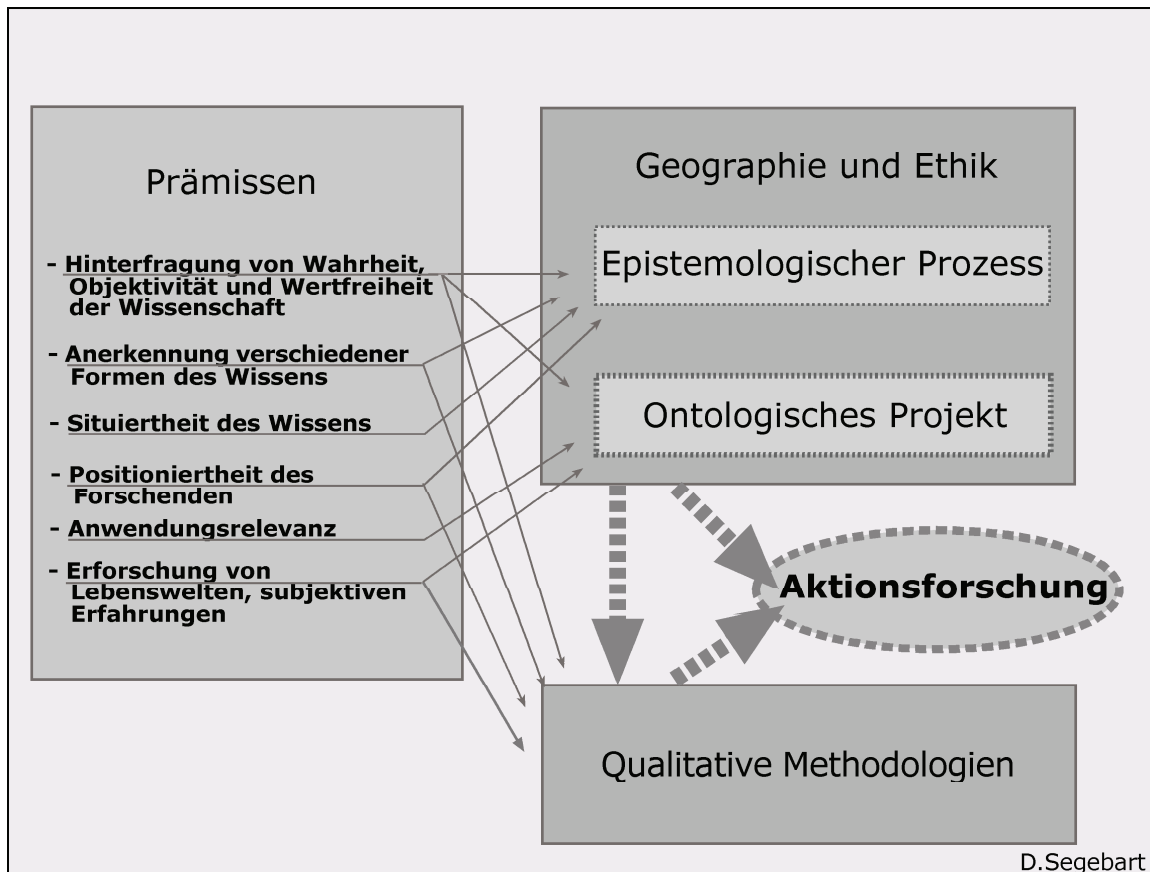 Prämissen
- Hinterfragung von Wahrheit,
Objektivität und Wertfreiheit
der Wissenschaft
- Anerkennung verschiedener
Formen des Wissens
- Situiertheit des Wissens
- Positioniertheit des
Forschenden
- Anwendungsrelevanz
- Erforschung von
Lebenswelten, subjektiven
Erfahrungen
Geographie und Ethik
Epistemologischer Prozess
Ontologisches Projekt
Aktionsforschung
Qualitative Methodologien
D.Segebart